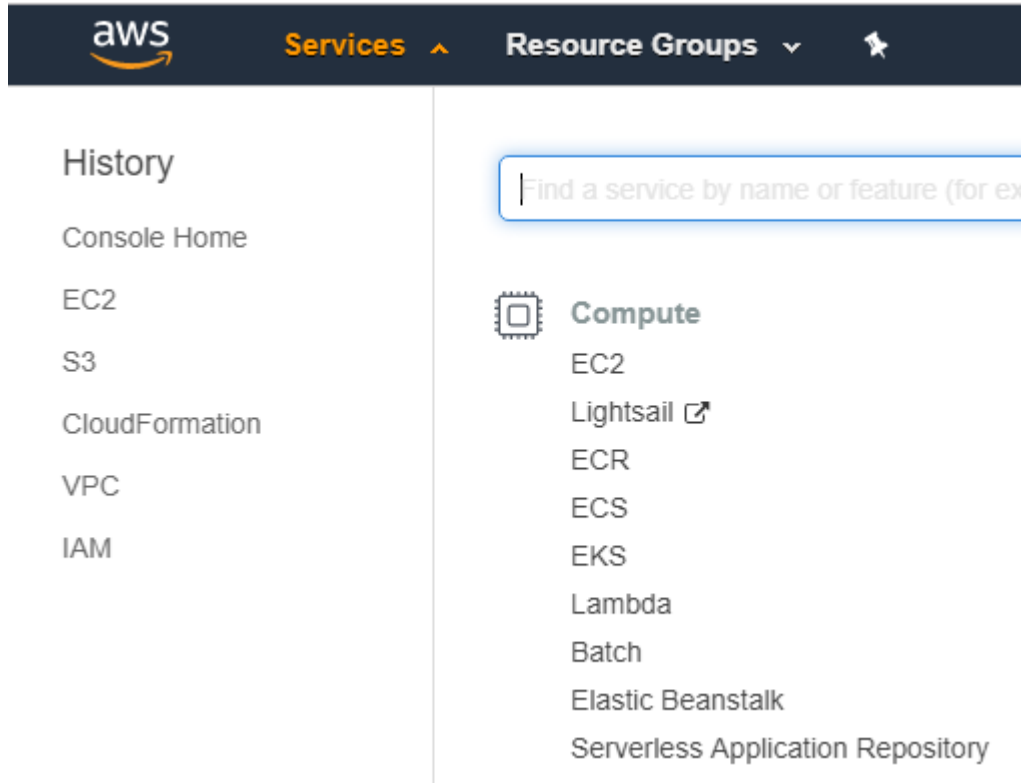 aws
Services
Resource Groups
History
Console Home
EC2
S3
CloudFormation
VPC
IAM
Find a service by name or feature (for ex
Compute
EC2
Lightsail
ECR
ECS
EKS
Lambda
Batch
Elastic Beanstalk
Serverless Application Repository